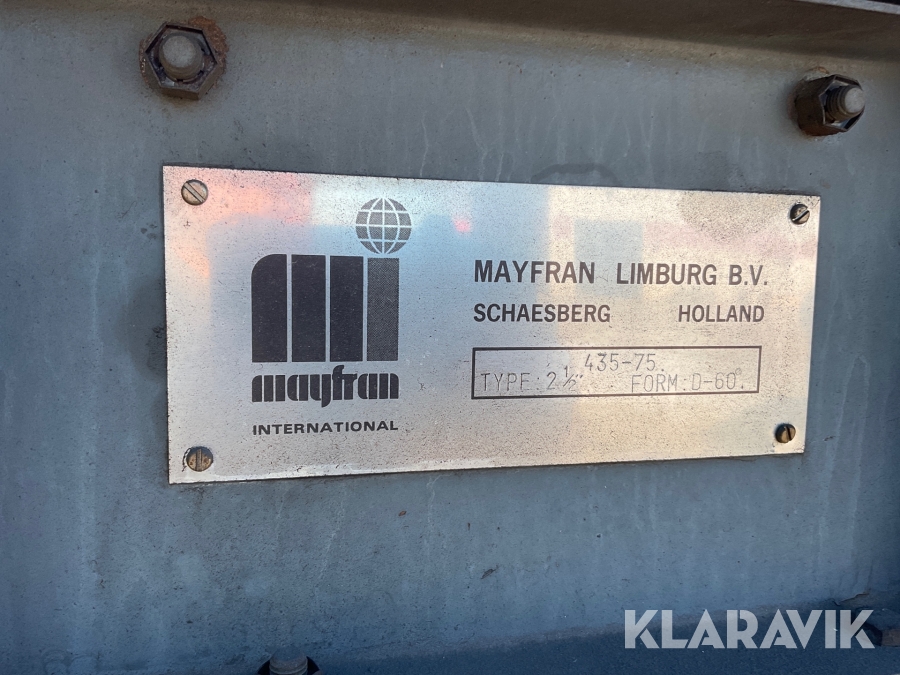 mayfran
INTERNATIONAL
MAYFRAN LIMBURG B.V.
SCHAESBERG HOLLAND
435-75.
TYPE: 2½" FORM: D-60°.
KLARAVIK